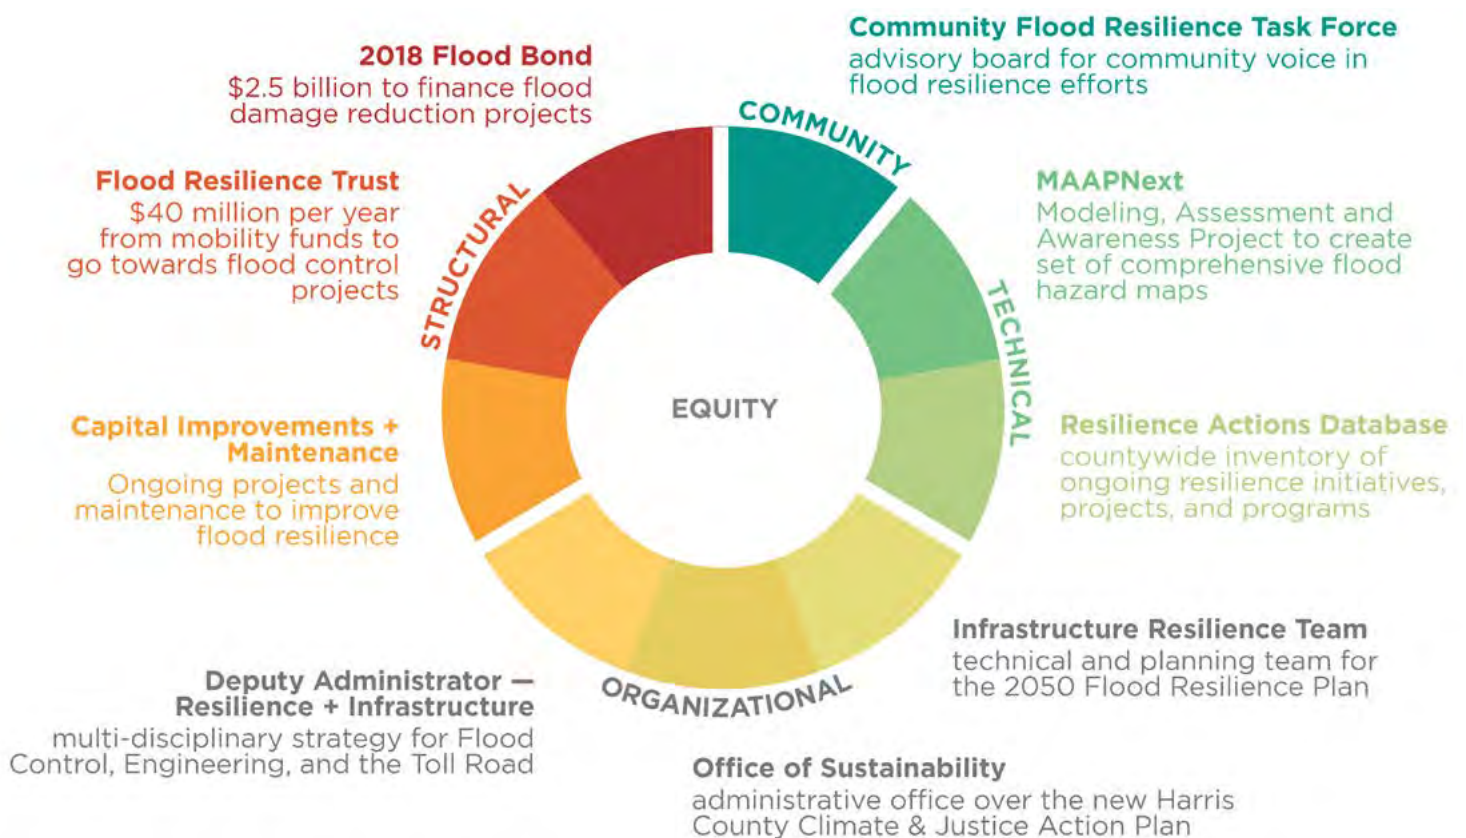 2018 Flood Bond
$2.5 billion to finance flood
damage reduction projects
Community Flood Resilience Task Force
advisory board for community voice in
flood resilience efforts
COMMUNITY
Flood Resilience Trust
$40 million per year
from mobility funds to
go towards flood control
projects
STRUCTURAL
MAAPNext
Modeling, Assessment and
Awareness Project to create
set of comprehensive flood
hazard maps
TECHNICAL
EQUITY
Capital Improvements +
Maintenance
Ongoing projects and
maintenance to improve
flood resilience
Resilience Actions Database
countywide inventory of
ongoing resilience initiatives,
projects, and programs
Infrastructure Resilience Team
technical and planning team for
the 2050 Flood Resilience Plan
Deputy Administrator —
Resilience + Infrastructure
multi-disciplinary strategy for Flood
Control, Engineering, and the Toll Road
ORGANIZATIONAL
Office of Sustainability
administrative office over the new Harris
County Climate & Justice Action Plan